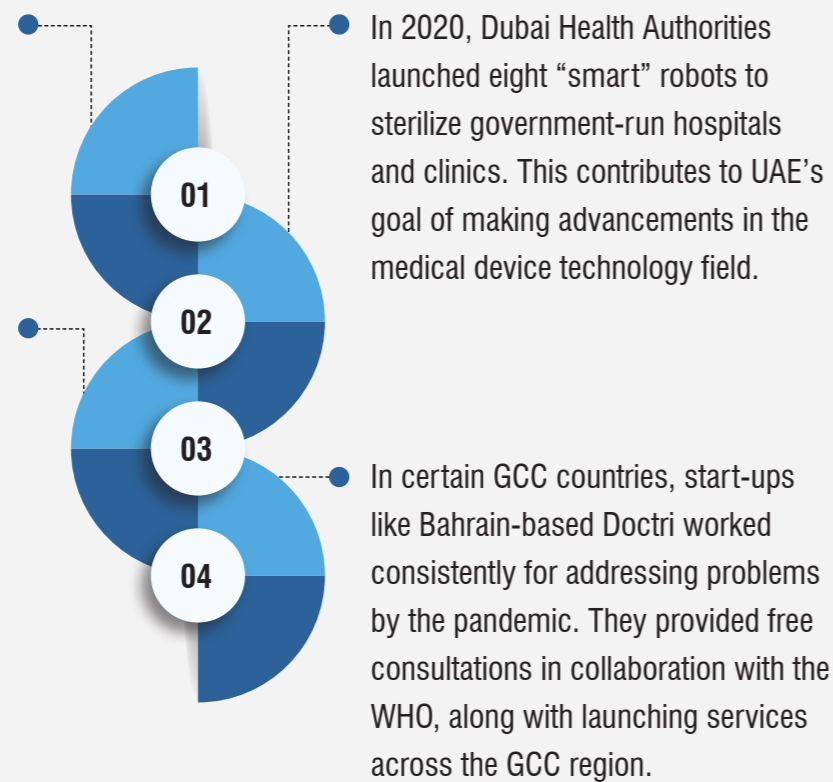 01
In 2020, Dubai Health Authorities
launched eight “smart” robots to
sterilize government-run hospitals
and clinics. This contributes to UAE’s
goal of making advancements in the
medical device technology field.
02
03
In certain GCC countries, start-ups
like Bahrain-based Doctri worked
consistently for addressing problems
by the pandemic. They provided free
consultations in collaboration with the
WHO, along with launching services
across the GCC region.
04